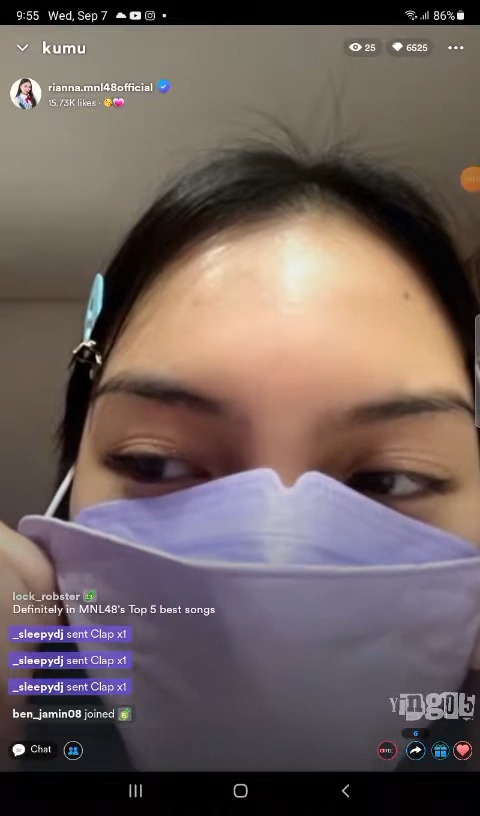 9:55 Wed, Sep 7
86%
kumu
25
6525
rianna.mnl48official
15.73K likes
lock_robster
Definitely in MNL48's Top 5 best songs
_sleepydj sent Clap x1
_sleepydj sent Clap x1
_sleepydj sent Clap x1
ben_jamin08 joined
Yng05
6
Chat